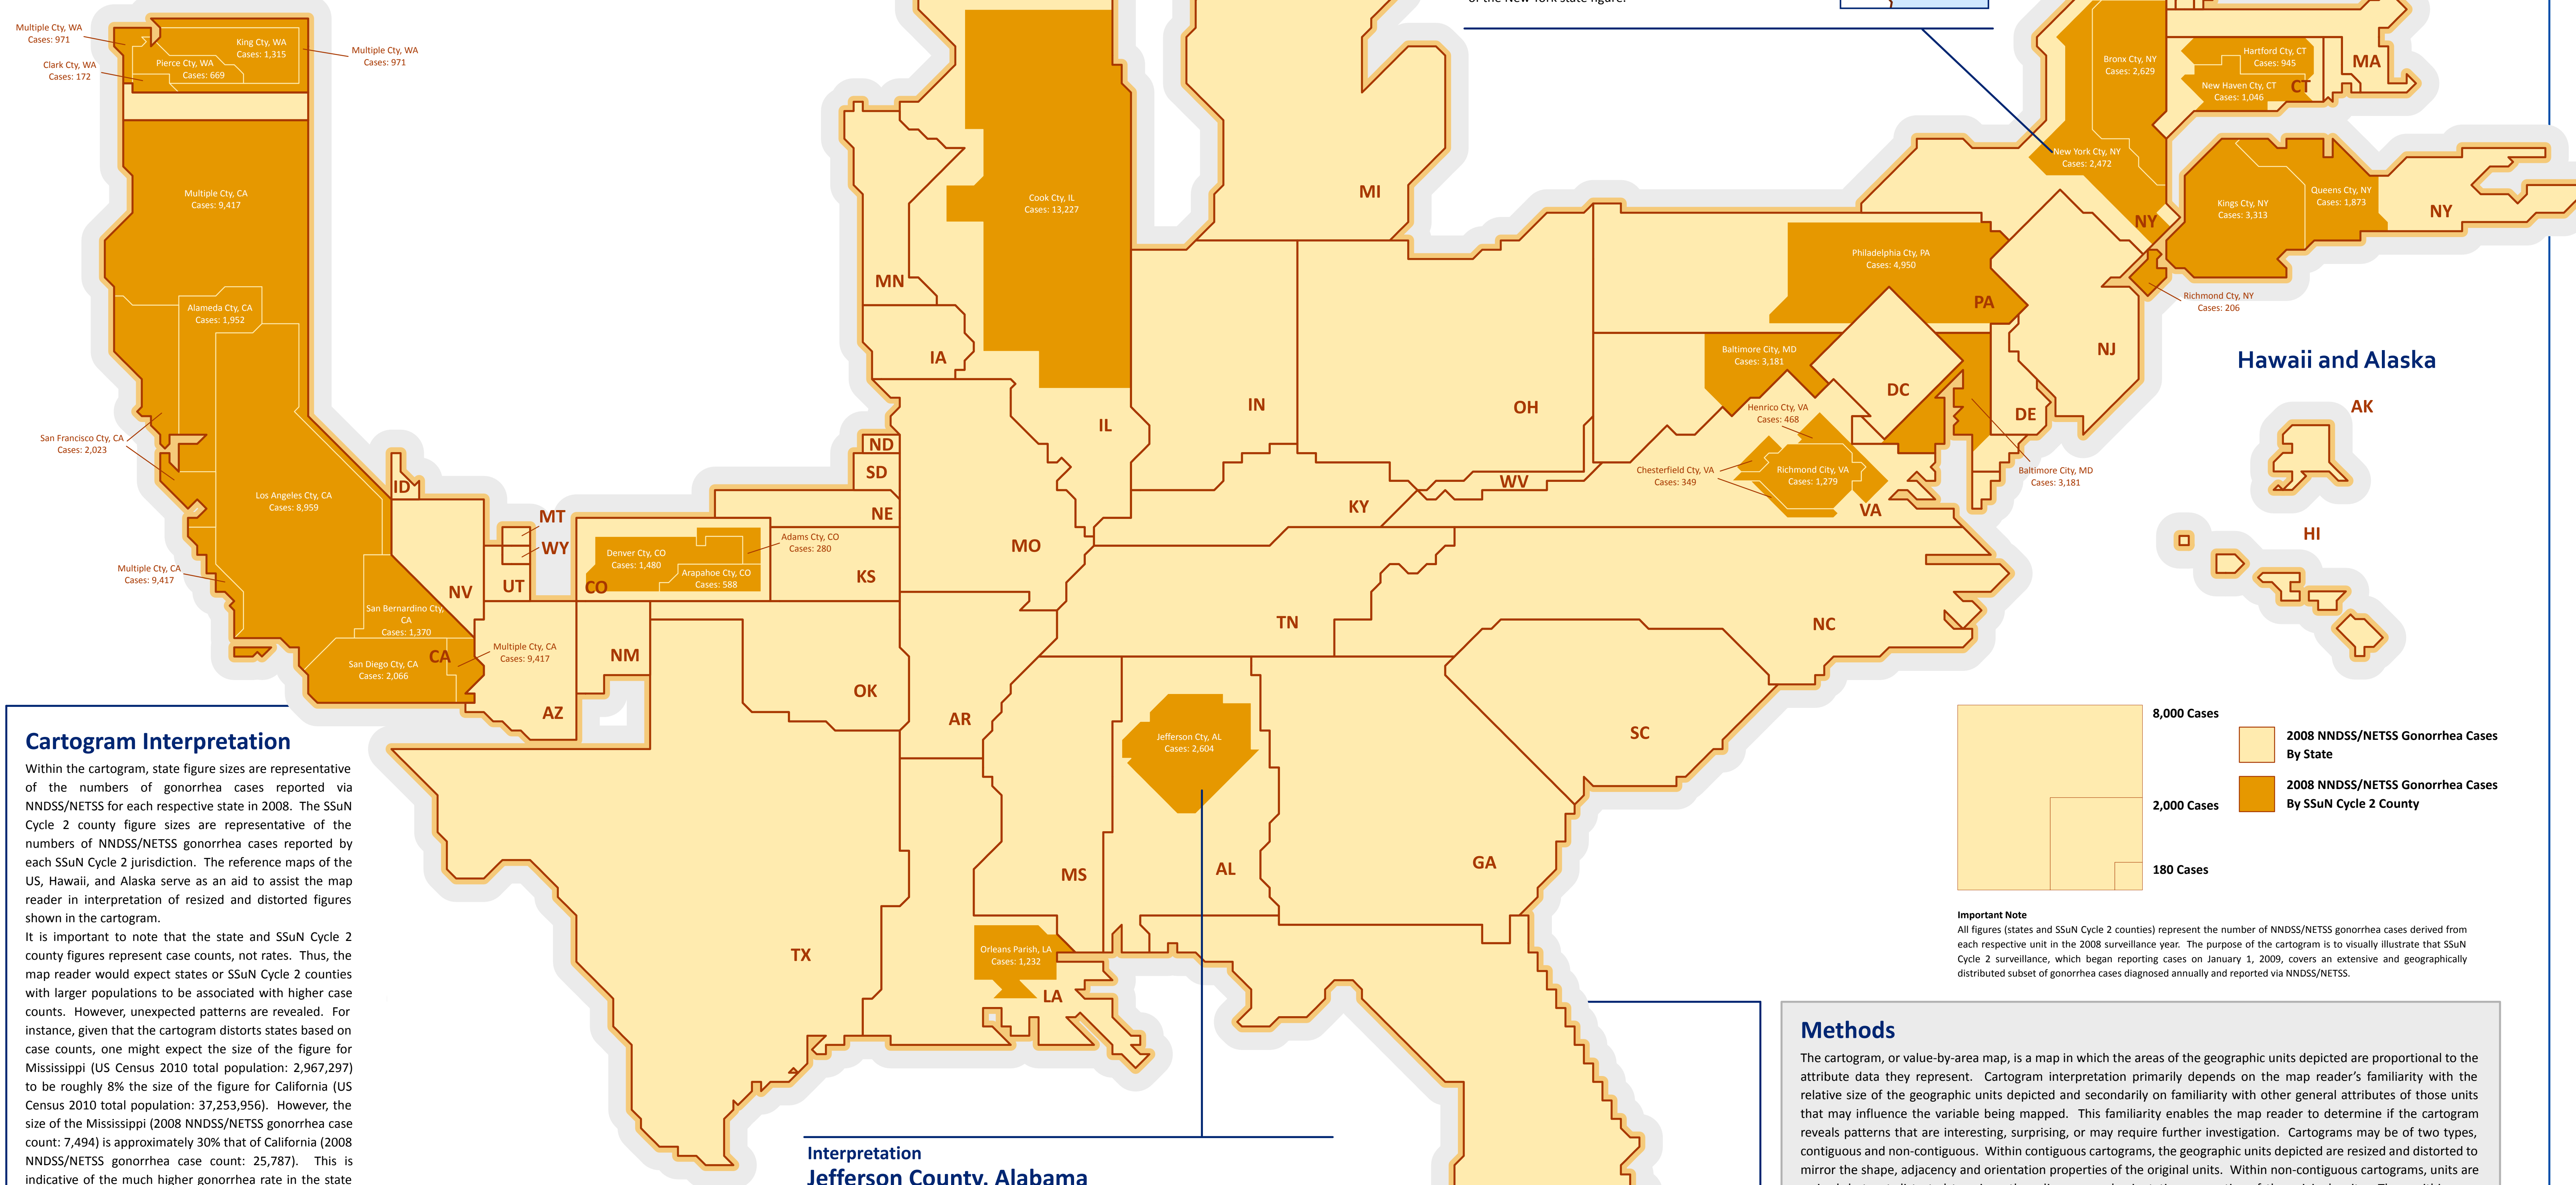 of the New York state figure.
Multiple Cty, WA
Cases: 971
King Cty, WA
Cases: 1,315
Multiple Cty, WA
Cases: 971
Clark Cty, WA
Cases: 172
Pierce Cty, WA
Cases: 669
Multiple Cty, CA
Cases: 9,417
Alameda Cty, CA
Cases: 1,952
San Francisco Cty, CA
Cases: 2,023
Los Angeles Cty, CA
Cases: 8,959
Multiple Cty, CA
Cases: 9,417
San Bernardino Cty,
CA
Cases: 1,370
San Diego Cty, CA
Cases: 2,066
CA
Multiple Cty, CA
Cases: 9,417
ID
NV
MT
WY
UT
AZ
NM
Denver Cty, CO
Cases: 1,480
Adams Cty, CO
Cases: 280
Arapahoe Cty, CO
Cases: 588
CO
ND
SD
NE
KS
OK
TX
MN
IA
MO
AR
Cook Cty, IL
Cases: 13,227
IL
MI
IN
OH
KY
WV
TN
MS
Jefferson Cty, AL
Cases: 2,604
AL
Orleans Parish, LA
Cases: 1,232
LA
GA
SC
NC
VA
Henrico Cty, VA
Cases: 468
Chesterfield Cty, VA
Cases: 349
Richmond City, VA
Cases: 1,279
Baltimore City, MD
Cases: 3,181
DC
Baltimore City, MD
Cases: 3,181
DE
NJ
Philadelphia Cty, PA
Cases: 4,950
PA
Bronx Cty, NY
Cases: 2,629
New York Cty, NY
Cases: 2,472
NY
Hartford Cty, CT
Cases: 945
New Haven Cty, CT
Cases: 1,046
CT
MA
Kings Cty, NY
Cases: 3,313
Queens Cty, NY
Cases: 1,873
NY
Richmond Cty, NY
Cases: 206
Hawaii and Alaska
AK
HI
8,000 Cases
2,000 Cases
180 Cases
2008 NNDSS/NETSS Gonorrhea Cases
By State
2008 NNDSS/NETSS Gonorrhea Cases
By SSuN Cycle 2 County
Important Note
All figures (states and SSuN Cycle 2 counties) represent the number of NNDSS/NETSS gonorrhea cases derived from
each respective unit in the 2008 surveillance year. The purpose of the cartogram is to visually illustrate that SSuN
Cycle 2 surveillance, which began reporting cases on January 1, 2009, covers an extensive and geographically
distributed subset of gonorrhea cases diagnosed annually and reported via NNDSS/NETSS.
Cartogram Interpretation
Within the cartogram, state figure sizes are representative
of the numbers of gonorrhea cases reported via
NNDSS/NETSS for each respective state in 2008. The SSuN
Cycle 2 county figure sizes are representative of the
numbers of NNDSS/NETSS gonorrhea cases reported by
each SSuN Cycle 2 jurisdiction. The reference maps of the
US, Hawaii, and Alaska serve as an aid to assist the map
reader in interpretation of resized and distorted figures
shown in the cartogram.
It is important to note that the state and SSuN Cycle 2
county figures represent case counts, not rates. Thus, the
map reader would expect states or SSuN Cycle 2 counties
with larger populations to be associated with higher case
counts. However, unexpected patterns are revealed. For
instance, given that the cartogram distorts states based on
case counts, one might expect the size of the figure for
Mississippi (US Census 2010 total population: 2,967,297)
to be roughly 8% the size of the figure for California (US
Census 2010 total population: 37,253,956). However, the
size of the Mississippi (2008 NNDSS/NETSS gonorrhea case
count: 7,494) is approximately 30% that of California (2008
NNDSS/NETSS gonorrhea case count: 25,787). This is
indicative of the much higher gonorrhea rate in the state
Interpretation
Jefferson County, Alabama
Methods
The cartogram, or value-by-area map, is a map in which the areas of the geographic units depicted are proportional to the
attribute data they represent. Cartogram interpretation primarily depends on the map reader's familiarity with the
relative size of the geographic units depicted and secondarily on familiarity with other general attributes of those units
that may influence the variable being mapped. This familiarity enables the map reader to determine if the cartogram
reveals patterns that are interesting, surprising, or may require further investigation. Cartograms may be of two types,
contiguous and non-contiguous. Within contiguous cartograms, the geographic units depicted are resized and distorted to
mirror the shape, adjacency and orientation properties of the original units. Within non-contiguous cartograms, units are